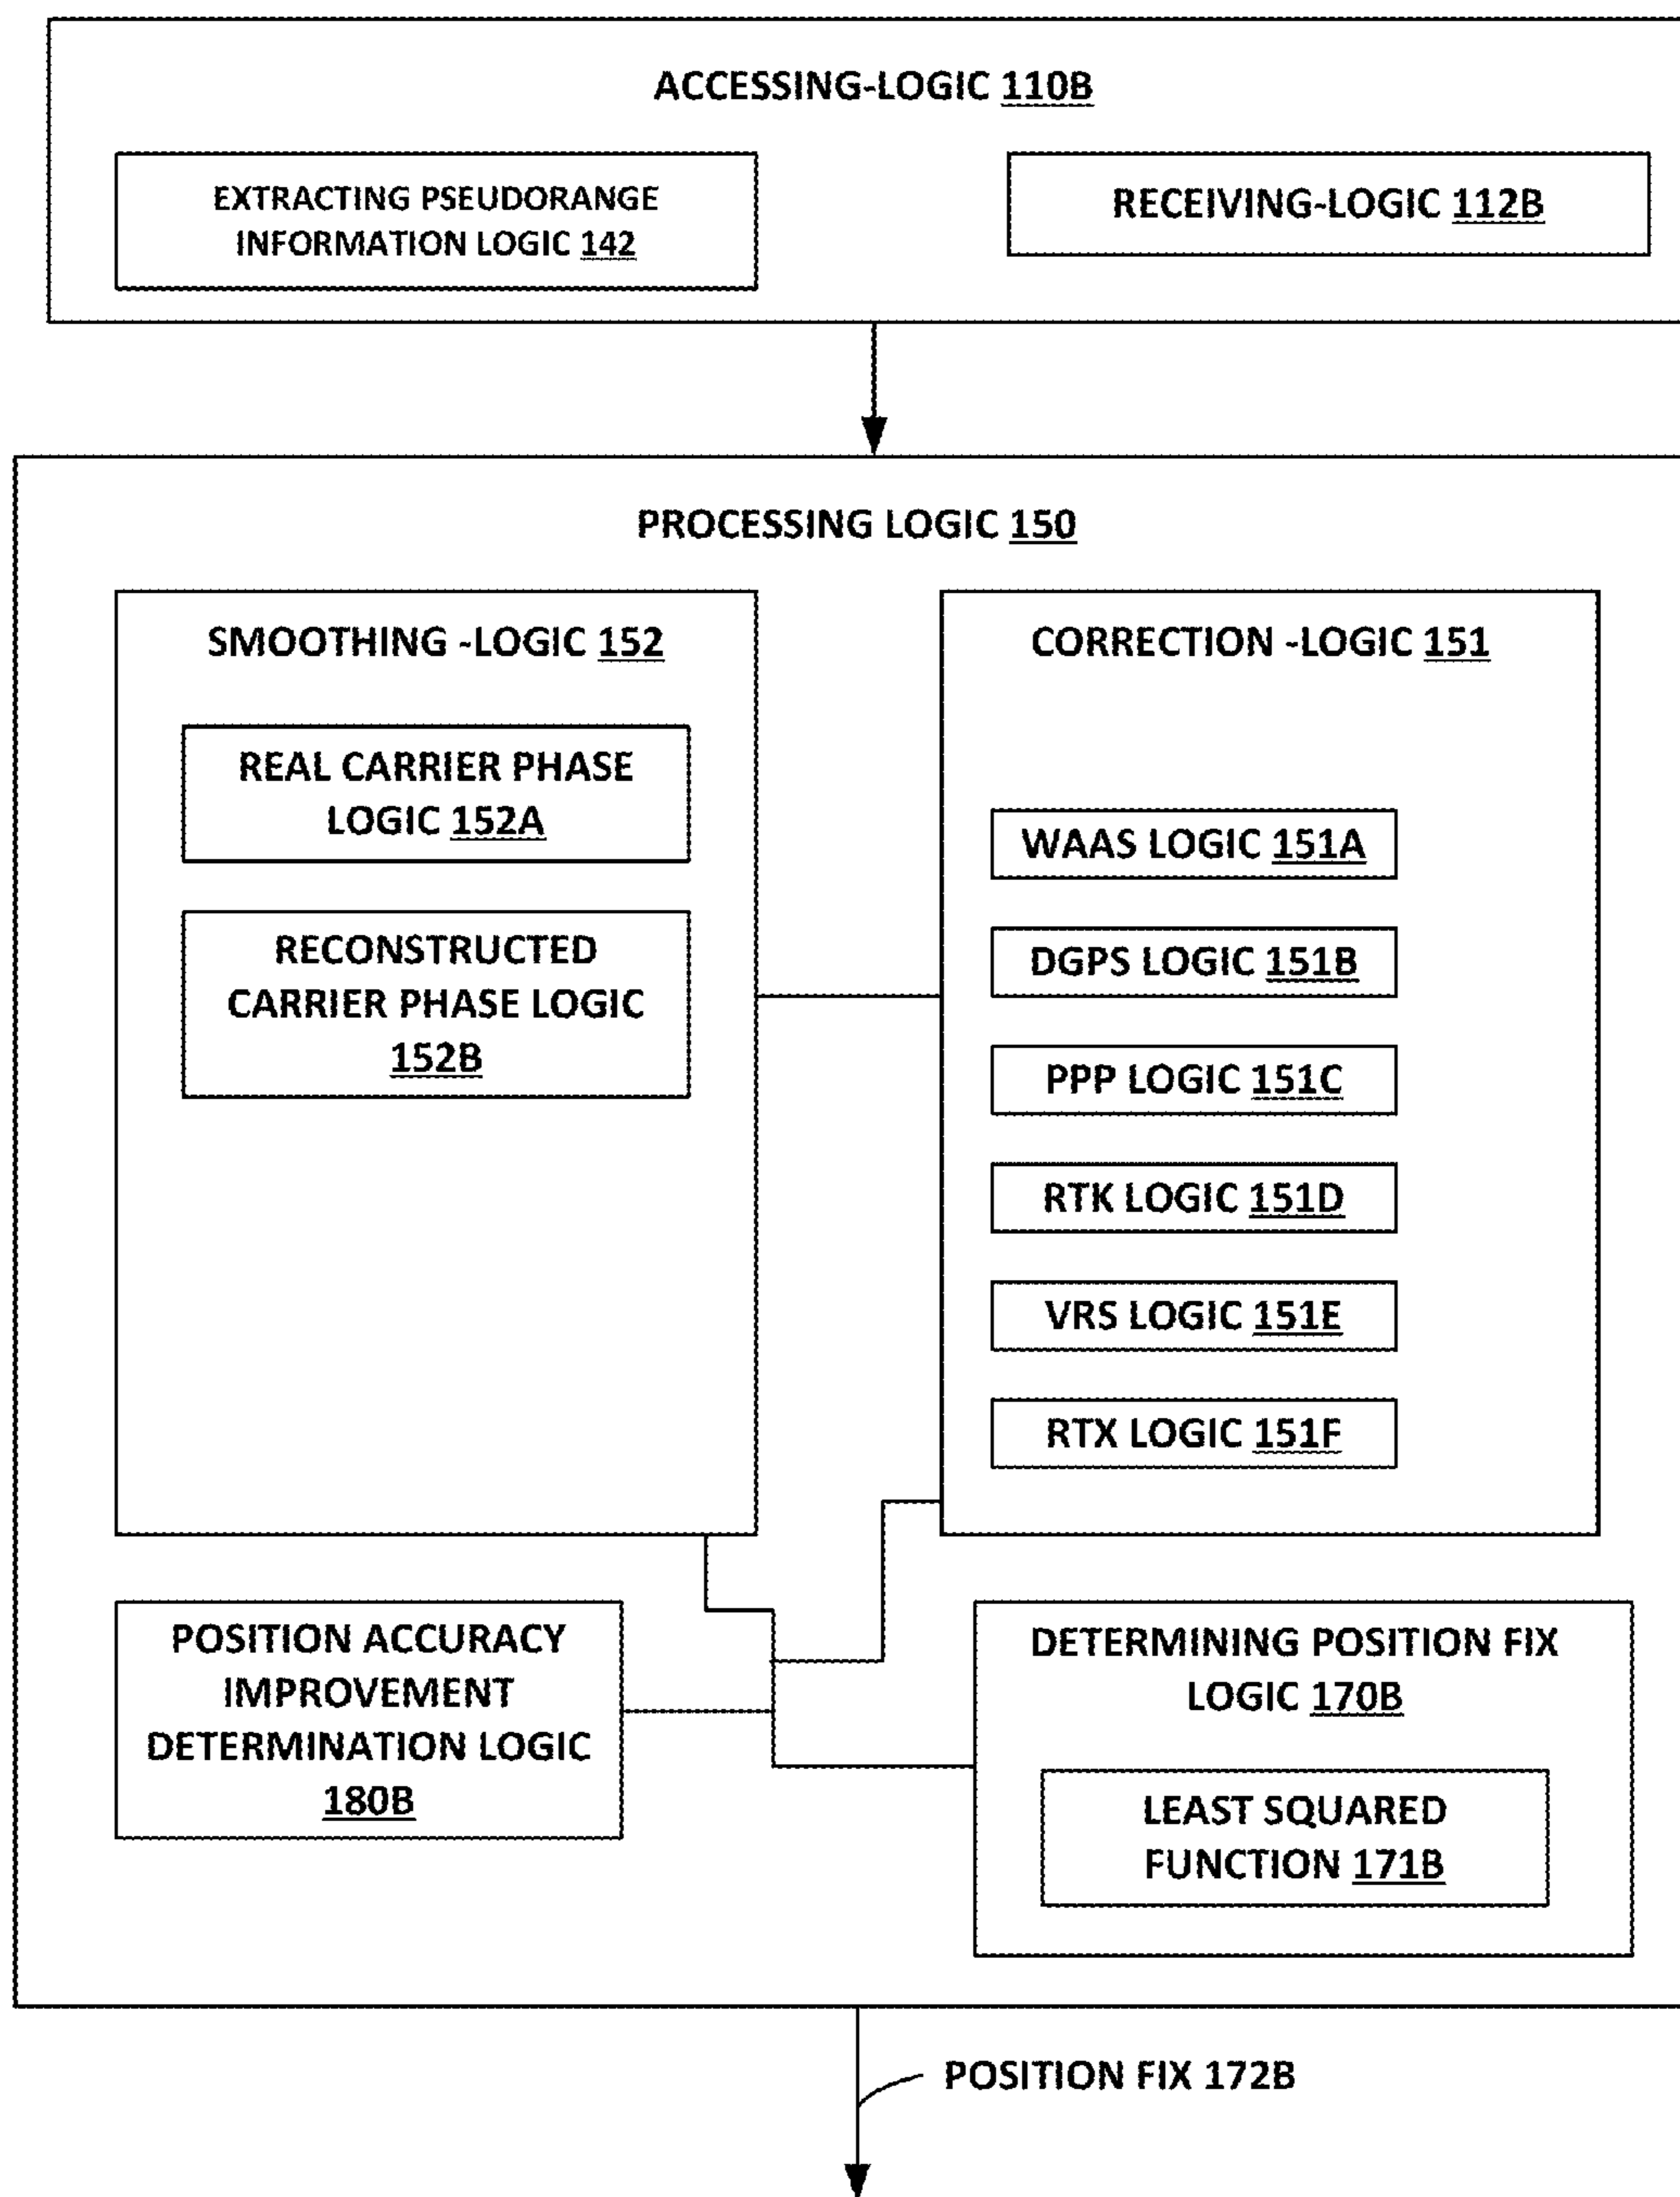 ACCESSING-LOGIC 110B
EXTRACTING PSEUDORANGE
INFORMATION LOGIC 142
RECEIVING-LOGIC 112B
PROCESSING LOGIC 150
SMOOTHING -LOGIC 152
REAL CARRIER PHASE
LOGIC 152A
RECONSTRUCTED
CARRIER PHASE LOGIC
152B
CORRECTION -LOGIC 151
WAAS LOGIC 151A
DGPS LOGIC 151B
PPP LOGIC 151C
RTK LOGIC 151D
VRS LOGIC 151E
RTX LOGIC 151F
POSITION ACCURACY
IMPROVEMENT
DETERMINATION LOGIC
180B
DETERMINING POSITION FIX
LOGIC 170B
LEAST SQUARED
FUNCTION 171B
POSITION FIX 172B